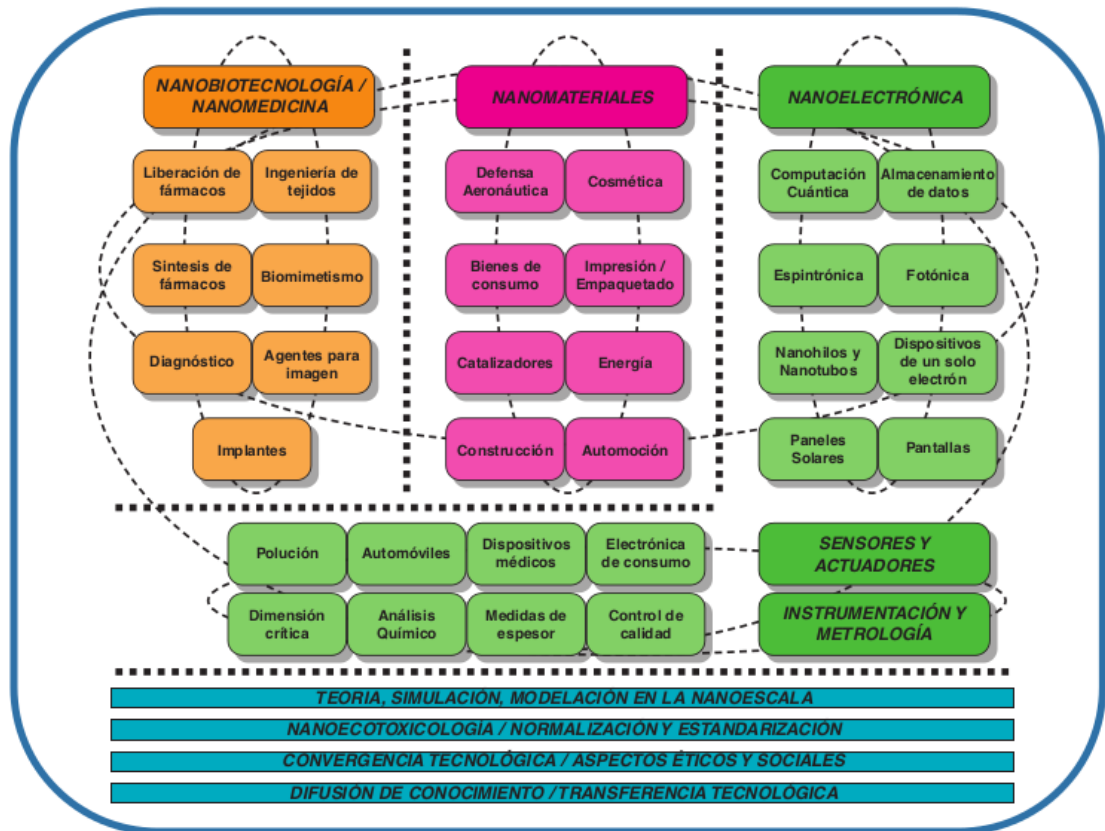 NANOBIOTECNOLOGÍA /
NANOMEDICINA
NANOMATERIALES
NANOELECTRÓNICA
Liberación de
fármacos
Ingeniería de
tejidos
Defensa
Aeronáutica
Cosmética
Computación
Cuántica
Almacenamiento
de datos
Sintesis de
fármacos
Biomimetismo
Bienes de
consumo
Impresión /
Empaquetado
Espintrónica
Fotónica
Diagnóstico
Agentes para
imagen
Catalizadores
Energía
Nanohilos y
Nanotubos
Dispositivos
de un solo
electrón
Implantes
Construcción
Automoción
Paneles
Solares
Pantallas
Polución
Automóviles
Dispositivos
médicos
Electrónica
de consumo
SENSORES Y
ACTUADORES
Dimensión
crítica
Análisis
Químico
Medidas de
espesor
Control de
calidad
INSTRUMENTACIÓN Y
METROLOGÍA
TEORIA, SIMULACIÓN, MODELACIÓN EN LA NANOESCALA
NANOECOTOXICOLOGÍA / NORMALIZACIÓN Y ESTANDARIZACIÓN
CONVERGENCIA TECNOLÓGICA / ASPECTOS ÉTICOS Y SOCIALES
DIFUSIÓN DE CONOCIMIENTO / TRANSFERENCIA TECNOLÓGICA